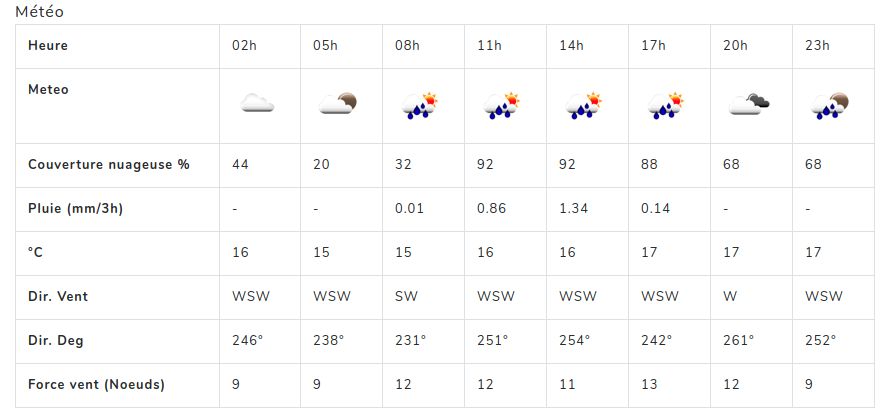 Météo
Heure 02h 05h 08h 11h 14h 17h 20h 23h
Meteo
Couverture nuageuse % 44 20 32 92 92 88 68 68
Pluie (mm/3h) - - 0.01 0.86 1.34 0.14 - -
°C 16 15 15 16 16 17 17 17
Dir. Vent WSW WSW SW WSW WSW WSW W WSW
Dir. Deg 246° 238° 231° 251° 254° 242° 261° 252°
Force vent (Noeuds) 9 9 12 12 11 13 12 9